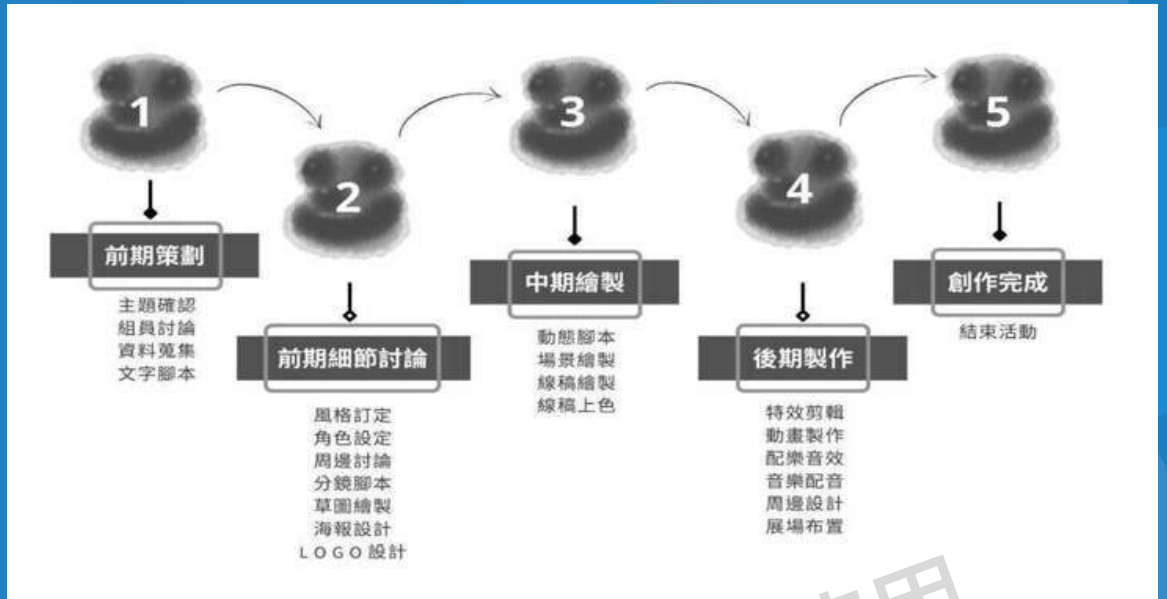 1
前期策劃
主題確認
組員討論
資料蒐集
文字腳本
2
前期細節討論
風格訂定
角色設定
周邊討論
分鏡腳本
草圖繪製
海報設計
LOGO設計
3
中期繪製
動態腳本
場景繪製
線稿繪製
線稿上色
4
後期製作
特效剪輯
動畫製作
配樂音效
音樂配音
周邊設計
展場布置
5
創作完成
結束活動